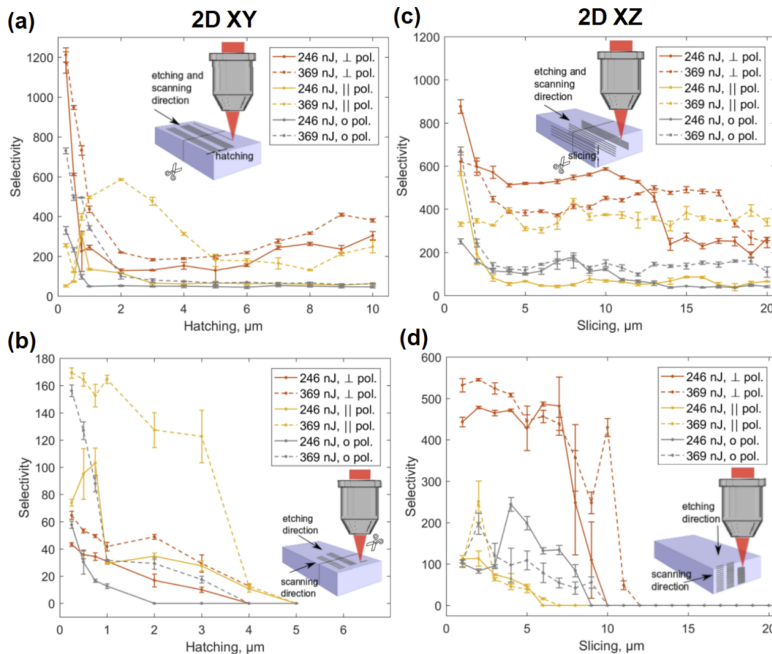 2D XY
2D XZ
(a)
1200
1000
800
600
400
200
0
0
2
4
6
8
10
Selectivity
Hatching, µm
246 nJ, ⊥ pol.
369 nJ, ⊥ pol.
246 nJ, || pol.
369 nJ, || pol.
246 nJ, o pol.
369 nJ, o pol.
etching and
scanning
direction
hatching
(c)
1200
1000
800
600
400
200
0
0
5
10
15
20
Selectivity
Slicing, µm
246 nJ, ⊥ pol.
369 nJ, ⊥ pol.
246 nJ, || pol.
369 nJ, || pol.
246 nJ, o pol.
369 nJ, o pol.
etching and
scanning
direction
slicing
(b)
180
160
140
120
100
80
60
40
20
0
0
1
2
3
4
5
6
Selectivity
Hatching, µm
246 nJ, ⊥ pol.
369 nJ, ⊥ pol.
246 nJ, || pol.
369 nJ, || pol.
246 nJ, o pol.
369 nJ, o pol.
etching
direction
scanning
direction
(d)
600
500
400
300
200
100
0
0
5
10
15
20
Selectivity
Slicing, µm
246 nJ, ⊥ pol.
369 nJ, ⊥ pol.
246 nJ, || pol.
369 nJ, || pol.
246 nJ, o pol.
369 nJ, o pol.
etching
direction
scanning
direction